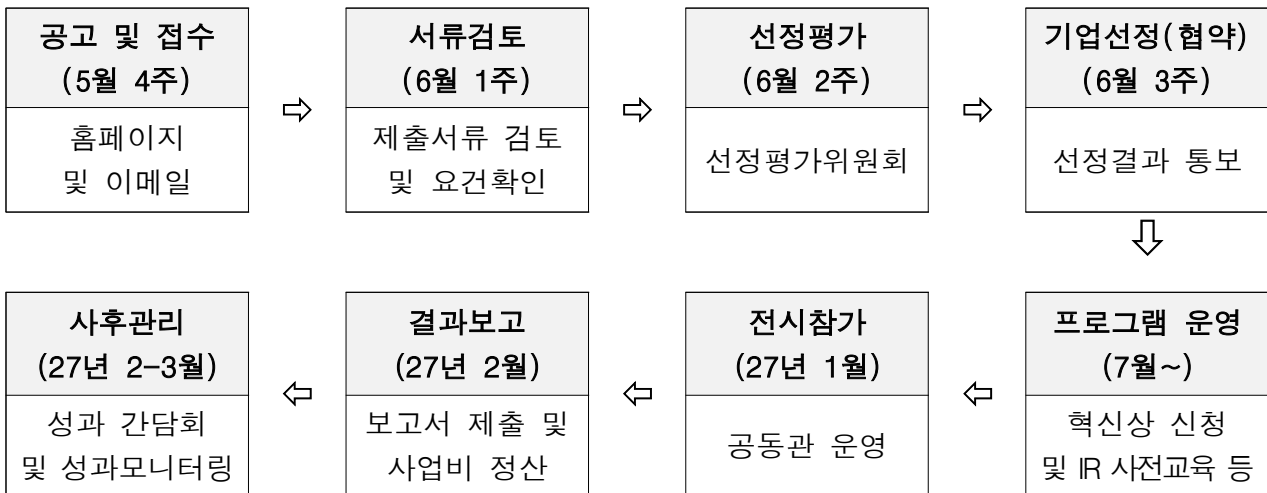 공고 및 접수
(5월 4주)
홈페이지
및 이메일
서류검토
(6월 1주)
제출서류 검토
및 요건확인
선정평가
(6월 2주)
선정평가위원회
기업선정(협약)
(6월 3주)
선정결과 통보
프로그램 운영
(7월~)
혁신상 신청
및 IR 사전교육 등
전시참가
(27년 1월)
공동관 운영
결과보고
(27년 2월)
보고서 제출 및
사업비 정산
사후관리
(27년 2-3월)
성과 간담회
및 성과모니터링